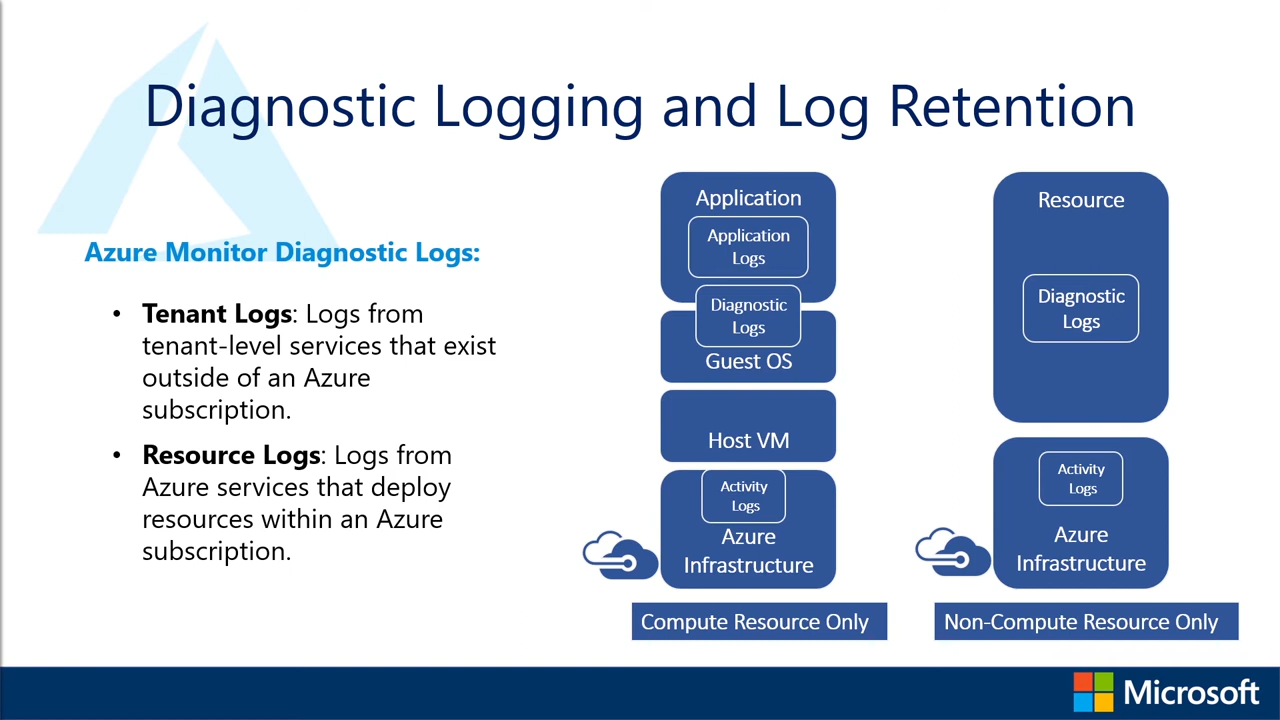 Diagnostic Logging and Log Retention
Azure Monitor Diagnostic Logs:
• Tenant Logs: Logs from
tenant-level services that exist
outside of an Azure
subscription.
• Resource Logs: Logs from
Azure services that deploy
resources within an Azure
subscription.
Application
Application
Logs
Diagnostic
Logs
Guest OS
Host VM
Activity
Logs
Azure
Infrastructure
Compute Resource Only
Resource
Diagnostic
Logs
Activity
Logs
Azure
Infrastructure
Non-Compute Resource Only
Microsoft